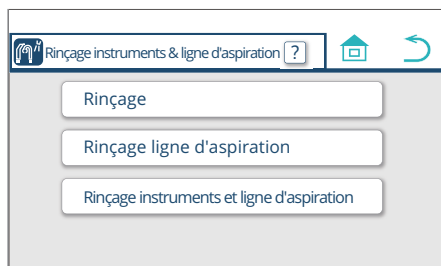 Rinçage instruments & ligne d'aspiration ?
Rinçage
Rinçage ligne d'aspiration
Rinçage instruments et ligne d'aspiration